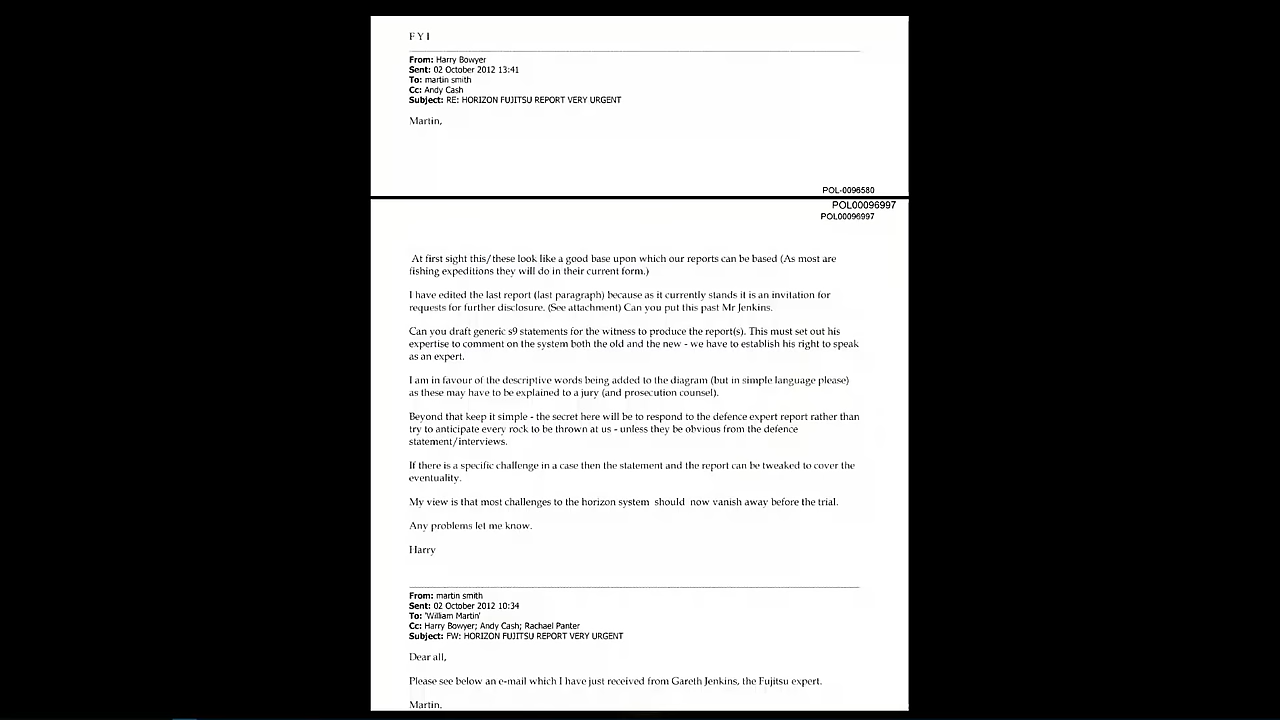 F Y I
From: Harry Bowyer
Sent: 02 October 2012 13:41
To: martin smith
Cc: Andy Cash
Subject: RE: HORIZON FUJITSU REPORT VERY URGENT
Martin,
POL-0096580
POL00096997
POL00096997
At first sight this/these look like a good base upon which our reports can be based (As most are
fishing expeditions they will do in their current form.)
I have edited the last report (last paragraph) because as it currently stands it is an invitation for
requests for further disclosure. (See attachment) Can you put this past Mr Jenkins.
Can you draft generic s9 statements for the witness to produce the report(s). This must set out his
expertise to comment on the system both the old and the new - we have to establish his right to speak
as an expert.
I am in favour of the descriptive words being added to the diagram (but in simple language please)
as these may have to be explained to a jury (and prosecution counsel).
Beyond that keep it simple - the secret here will be to respond to the defence expert report rather than
try to anticipate every rock to be thrown at us - unless they be obvious from the defence
statement/interviews.
If there is a specific challenge in a case then the statement and the report can be tweaked to cover the
eventuality.
My view is that most challenges to the horizon system should now vanish away before the trial.
Any problems let me know.
Harry
From: martin smith
Sent: 02 October 2012 10:34
To: 'William Martin'
Cc: Harry Bowyer; Andy Cash; Rachael Panter
Subject: FW: HORIZON FUJITSU REPORT VERY URGENT
Dear all,
Please see below an e-mail which I have just received from Gareth Jenkins, the Fujitsu expert.
Martin.